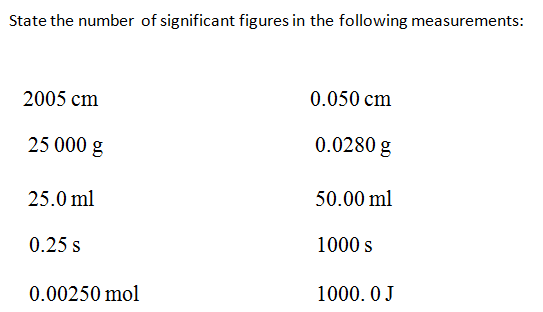 State the number of significant figures in the following measurements:
2005 cm 0.050 cm
25 000 g 0.0280 g
25.0 ml 50.00 ml
0.25 s 1000 s
0.00250 mol 1000. 0 J